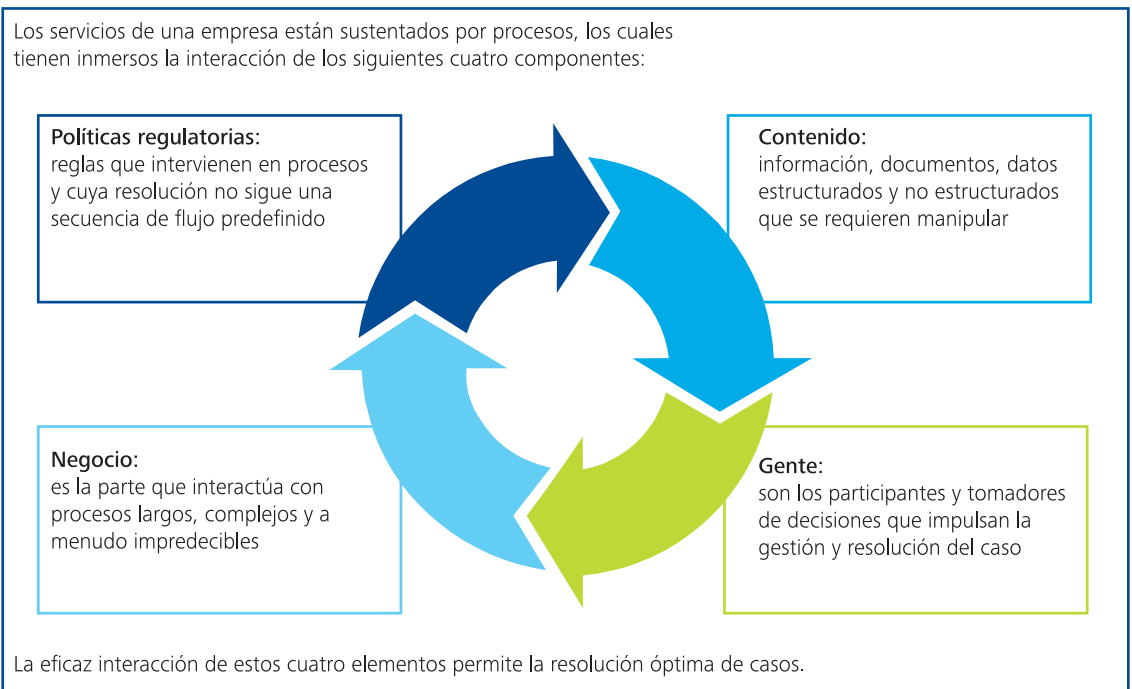 Los servicios de una empresa están sustentados por procesos, los cuales
tienen inmersos la interacción de los siguientes cuatro componentes:
Políticas regulatorias:
reglas que intervienen en procesos
y cuya resolución no sigue una
secuencia de flujo predefinido
Contenido:
información, documentos, datos
estructurados y no estructurados
que se requieren manipular
Negocio:
es la parte que interactúa con
procesos largos, complejos y a
menudo impredecibles
Gente:
son los participantes y tomadores
de decisiones que impulsan la
gestión y resolución del caso
La eficaz interacción de estos cuatro elementos permite la resolución óptima de casos.